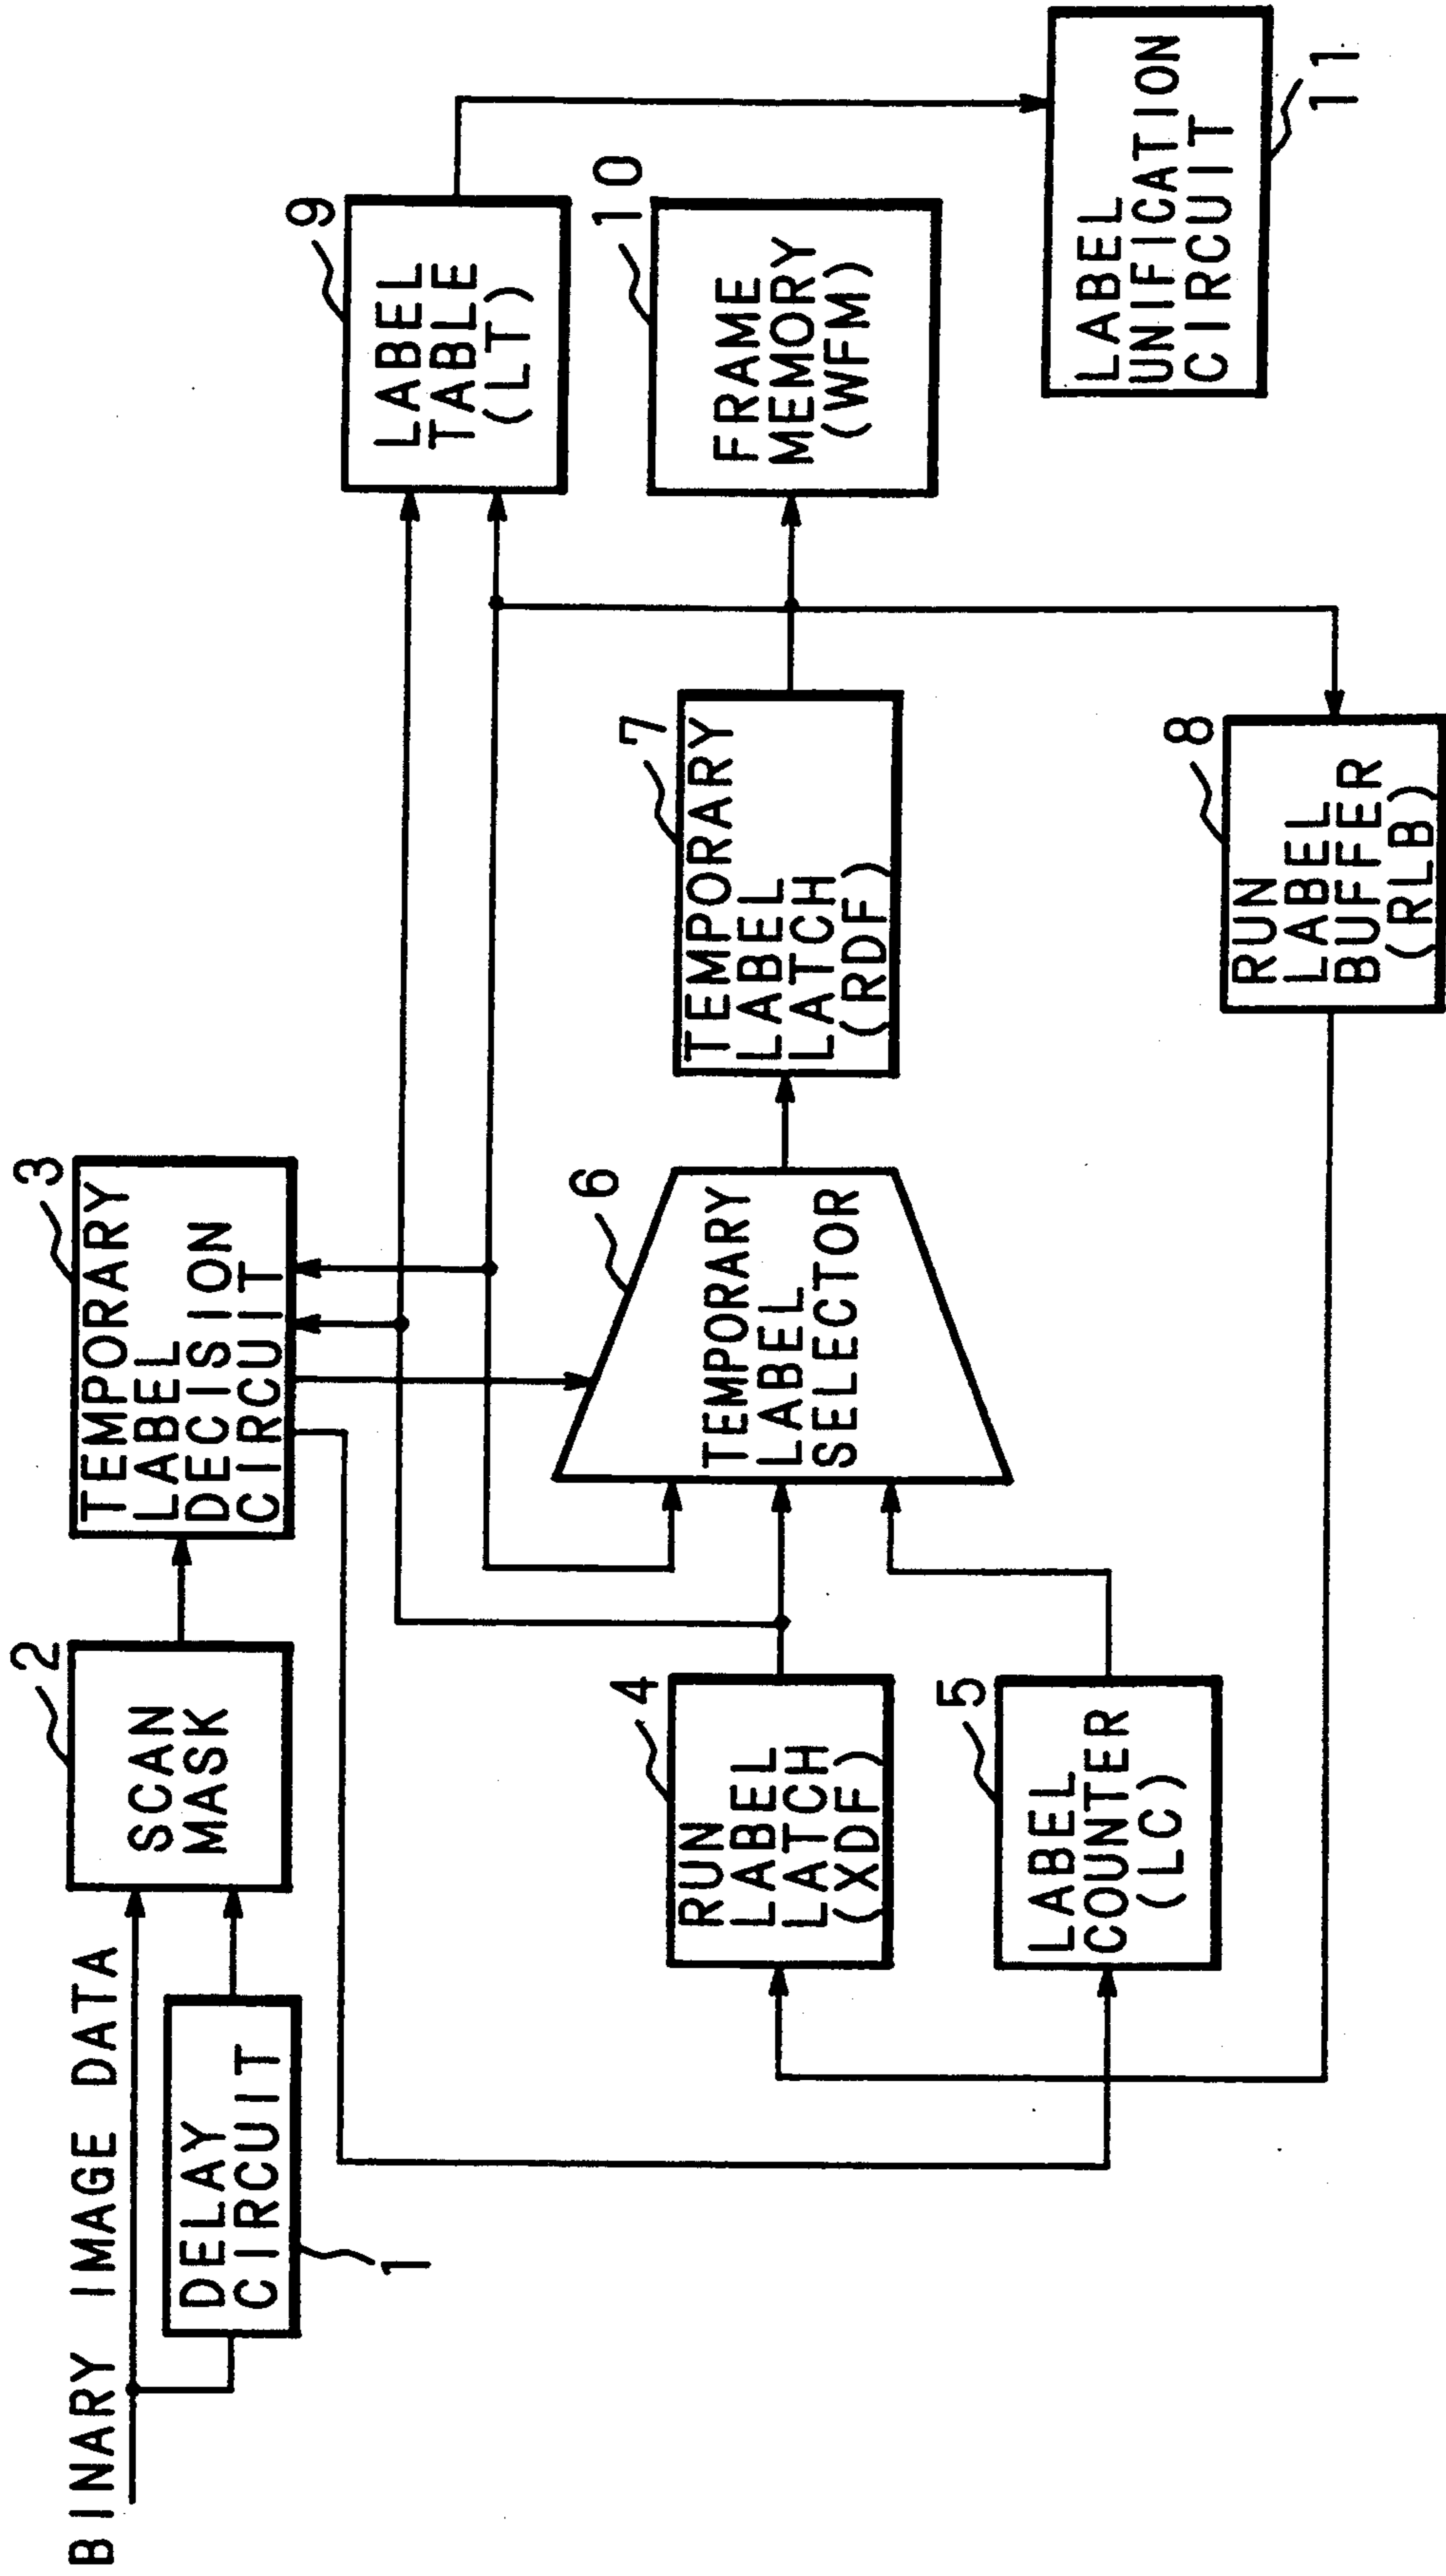 BINARY IMAGE DATA
1
DELAY
CIRCUIT
2
SCAN
MASK
3
TEMPORARY
LABEL
DECISION
CIRCUIT
4
RUN
LABEL
LATCH
(XDF)
5
LABEL
COUNTER
(LC)
6
TEMPORARY
LABEL
SELECTOR
7
TEMPORARY
LABEL
LATCH
(RDF)
8
RUN
LABEL
BUFFER
(RLB)
9
LABEL
TABLE
(LT)
10
FRAME
MEMORY
(WFM)
LABEL
UNIFICATION
CIRCUIT
11